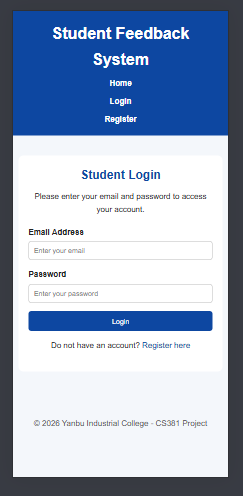 Student Feedback
System
Home
Login
Register
Student Login
Please enter your email and password to access
your account.
Email Address
Enter your email
Password
Enter your password
Login
Do not have an account? Register here
© 2026 Yanbu Industrial College - CS381 Project